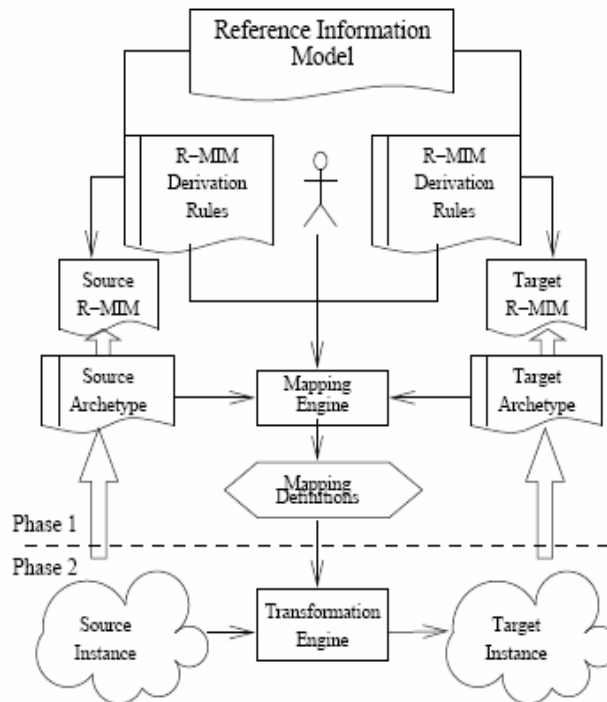 Reference Information
Model
R-MIM
Derivation
Rules
R-MIM
Derivation
Rules
Source
R-MIM
Target
R-MIM
Source
Archetype
Mapping
Engine
Target
Archetype
Mapping
Definitions
Phase 1
Phase 2
Source
Instance
Transformation
Engine
Target
Instance